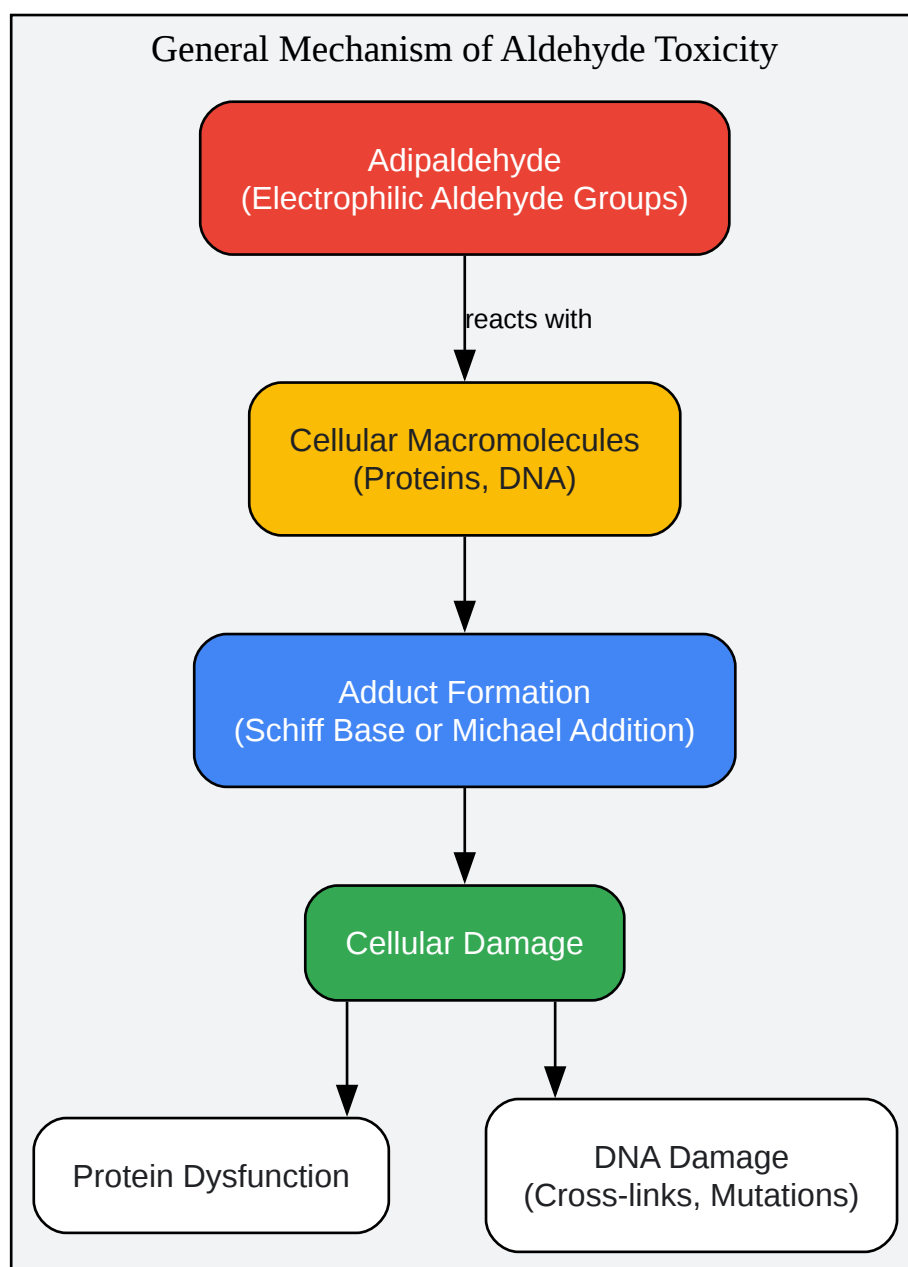 General Mechanism of Aldehyde Toxicity
Adipaldehyde
(Electrophilic Aldehyde Groups)
reacts with
Cellular Macromolecules
(Proteins, DNA)
Adduct Formation
(Schiff Base or Michael Addition)
Cellular Damage
Protein Dysfunction
DNA Damage
(Cross-links, Mutations)